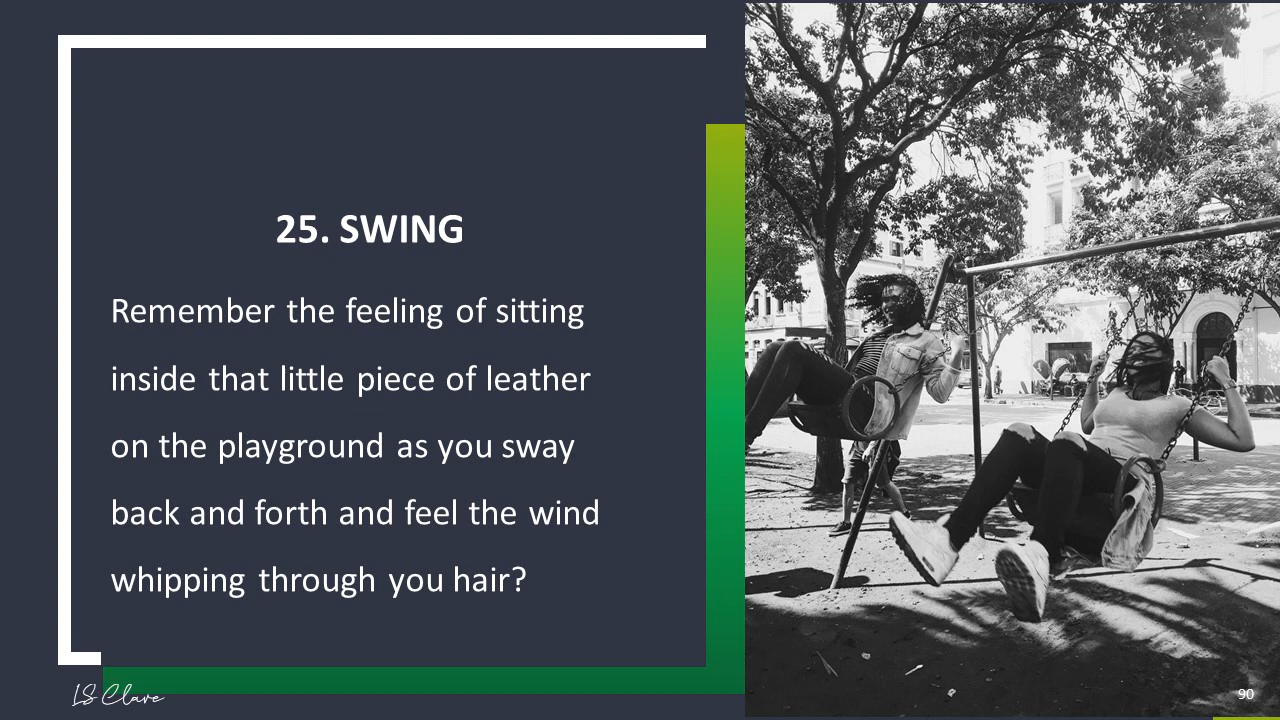 25. SWING
Remember the feeling of sitting
inside that little piece of leather
on the playground as you sway
back and forth and feel the wind
whipping through you hair?
LS Clave
90